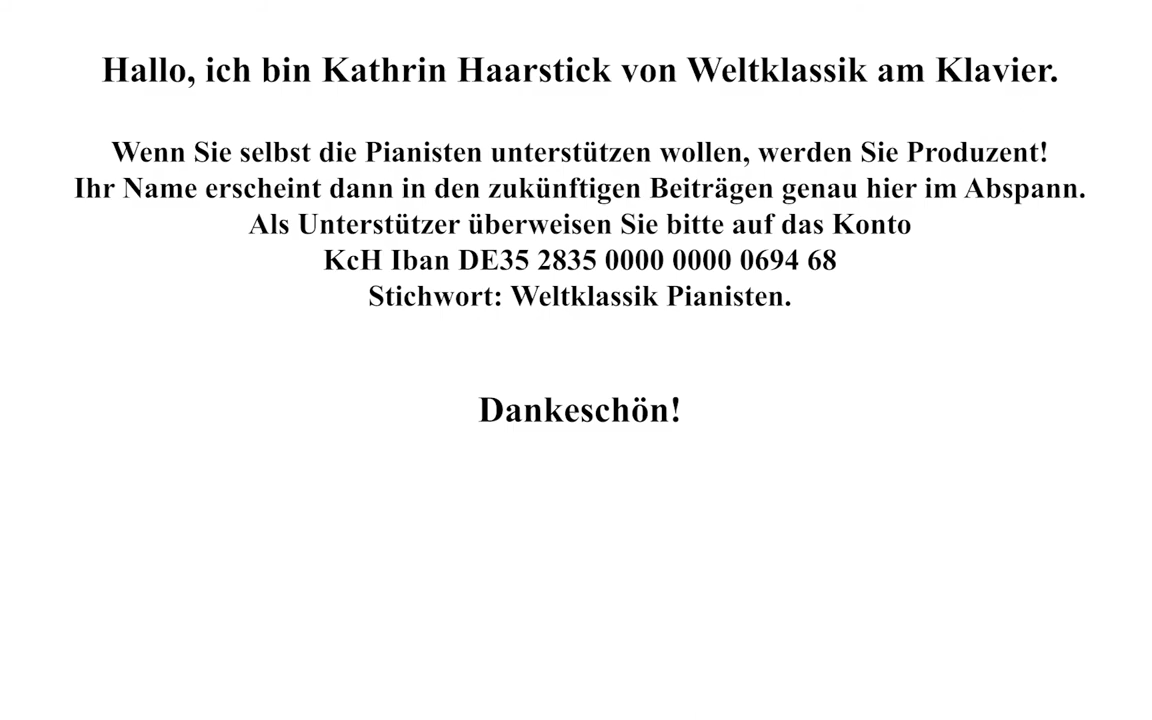 Hallo, ich bin Kathrin Haarstick von Weltklassik am Klavier.
Wenn Sie selbst die Pianisten unterstützen wollen, werden Sie Produzent!
Ihr Name erscheint dann in den zukünftigen Beiträgen genau hier im Abspann.
Als Unterstützer überweisen Sie bitte auf das Konto
KcH Iban DE35 2835 0000 0000 0694 68
Stichwort: Weltklassik Pianisten.
Dankeschön!